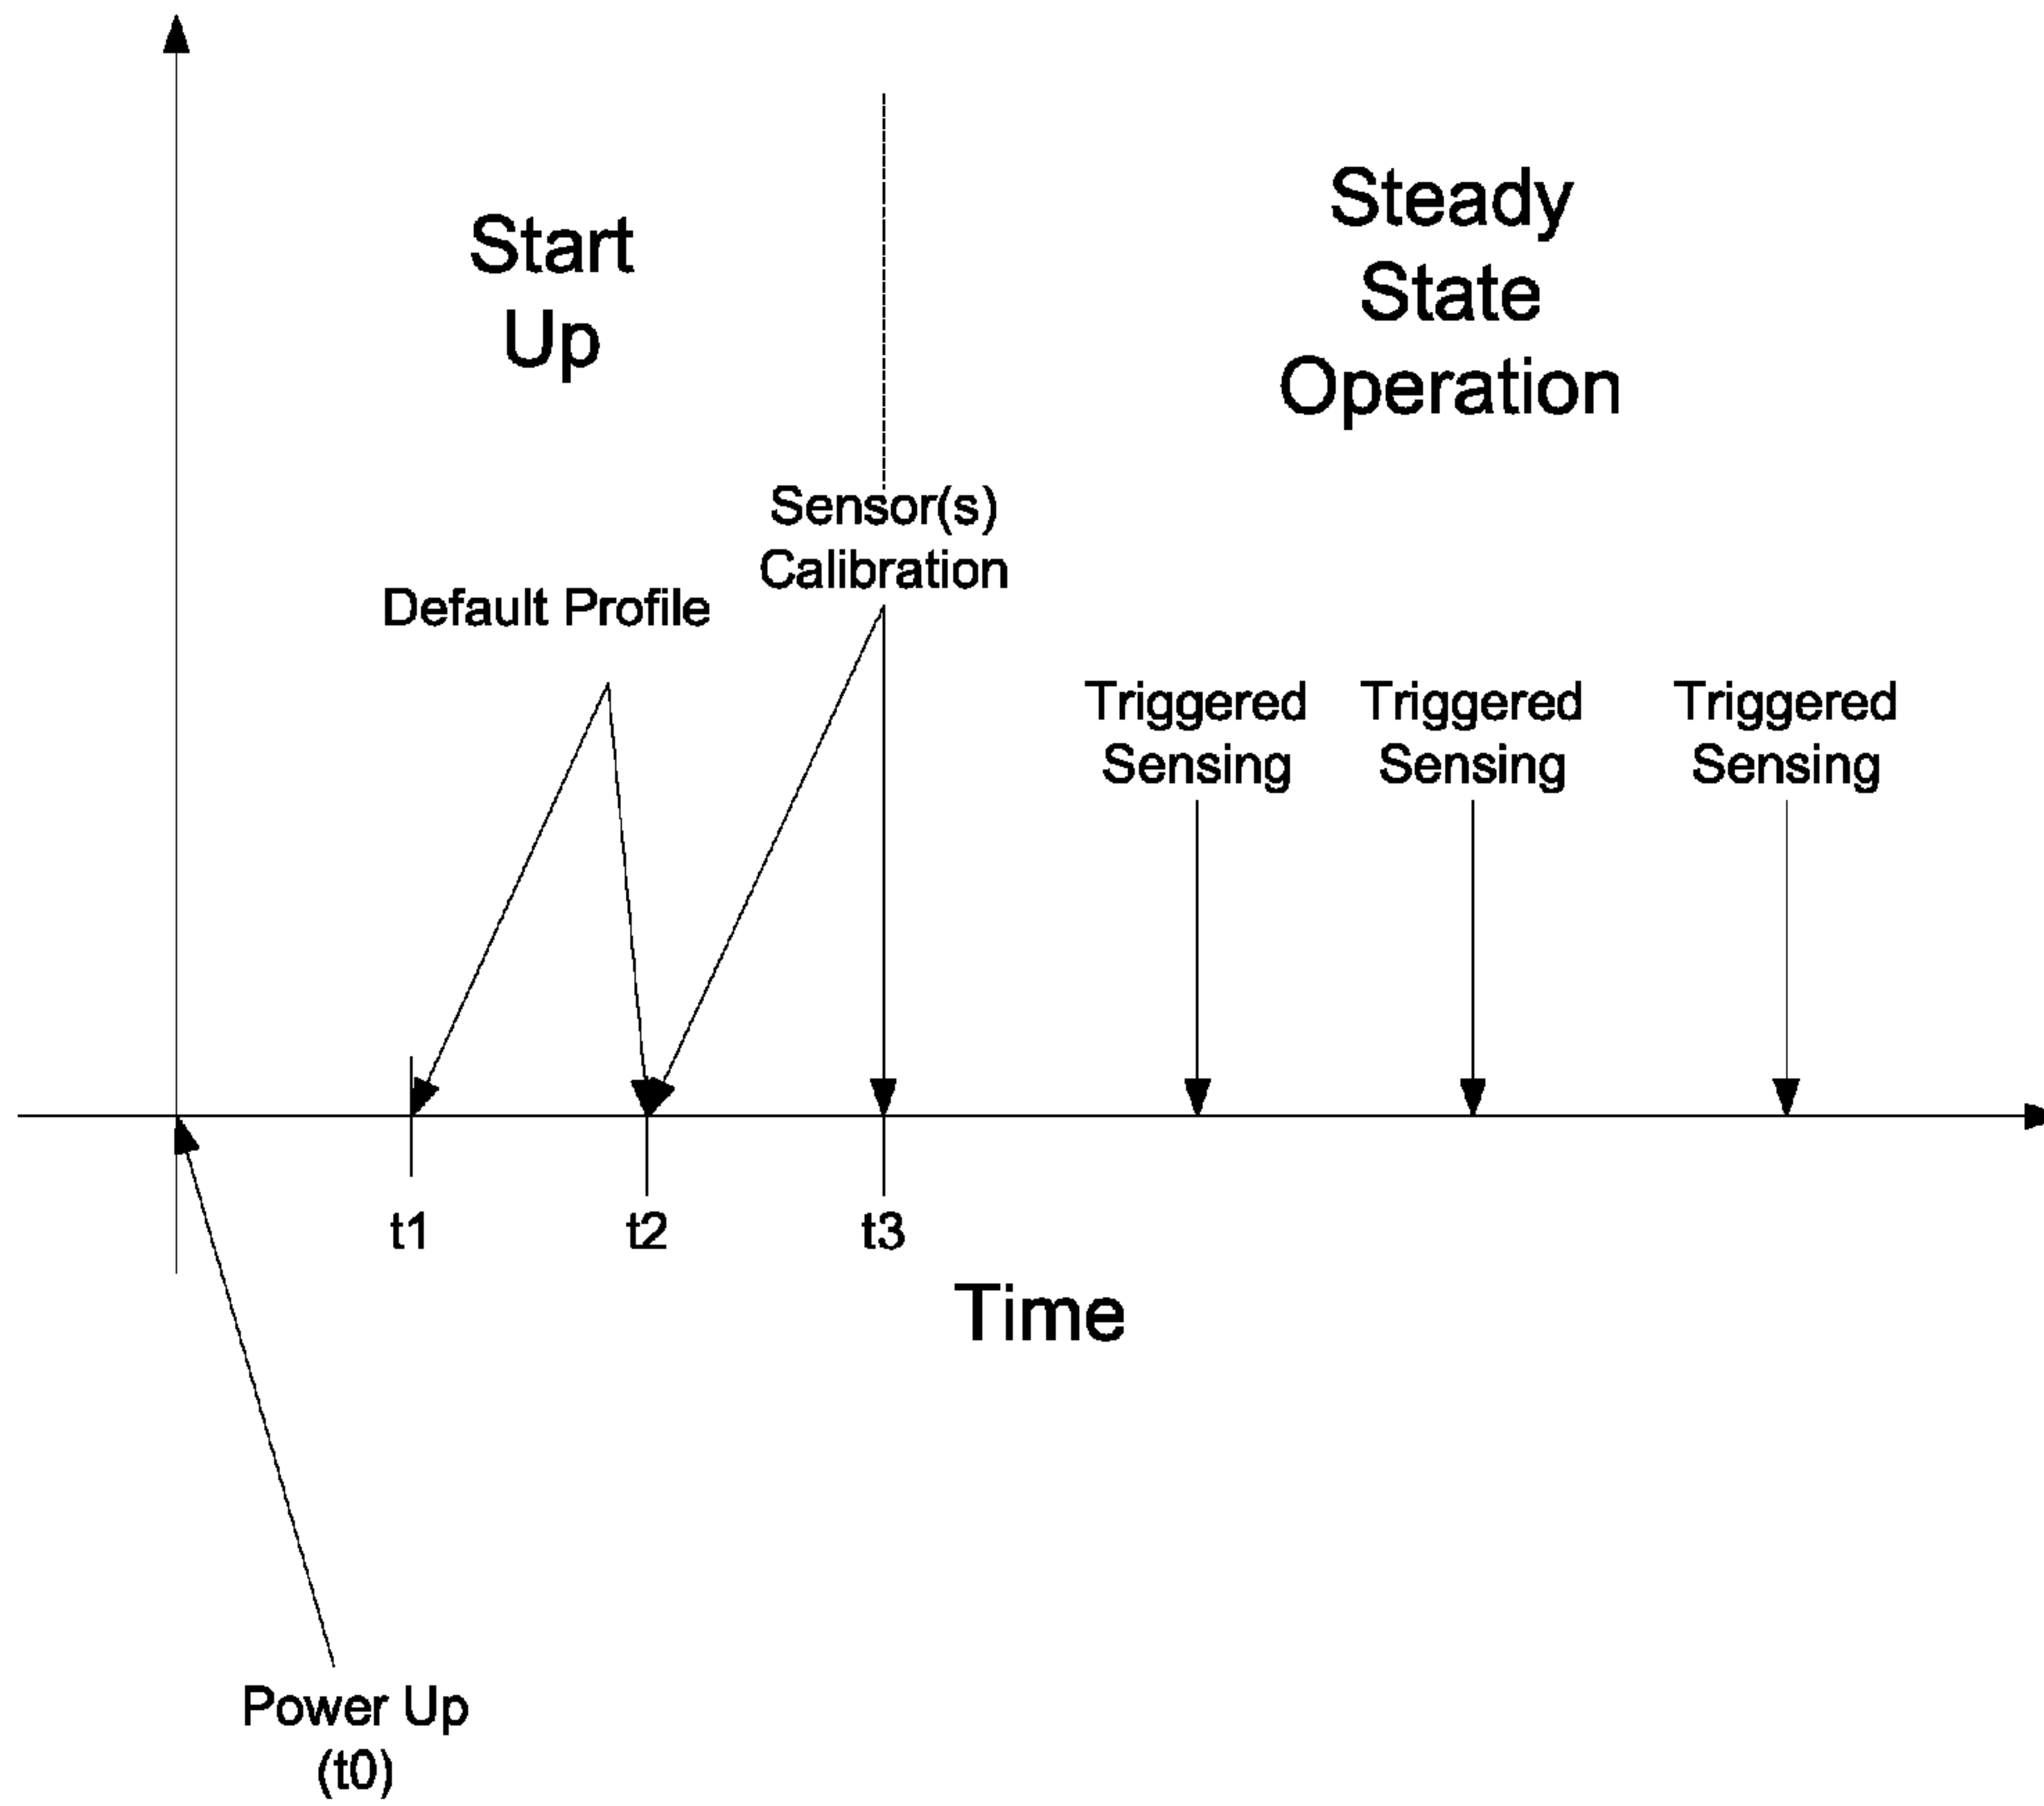 Start
Up
Steady
State
Operation
Sensor(s)
Calibration
Default Profile
Triggered
Sensing
Triggered
Sensing
Triggered
Sensing
t1
t2
t3
Time
Power Up
(t0)